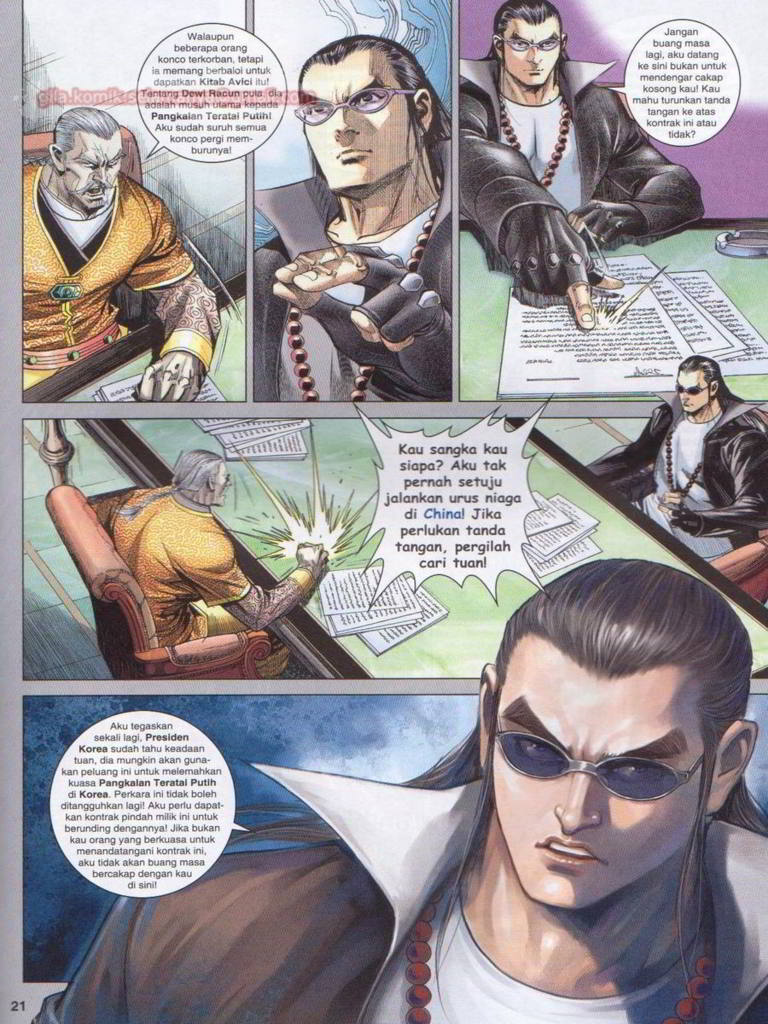 Walaupun
beberapa orang
konco terkorban, tetapi
ia memang berbaloi untuk
dapatkan Kitab Avici itu!
Tentang Dewi Racun pula, dia
adalah musuh utama kepada
Pangkalan Teratai Putih!
Aku sudah suruh semua
konco pergi mem-
burunya!
gila.komik.s
Jangan
buang masa
lagi, aku datang
ke sini bukan untuk
mendengar cakap
kosong kau! Kau
mahu turunkan tanda
tangan ke atas
kontrak ini atau
tidak?
Kau sangka kau
siapa? Aku tak
pernah setuju
jalankan urus niaga
di China! Jika
perlukan tanda
tangan, pergilah
cari tuan!
Aku tegaskan
sekali lagi, Presiden
Korea sudah tahu keadaan
tuan, dia mungkin akan guna-
kan peluang ini untuk melemahkan
kuasa Pangkalan Teratai Putih
di Korea. Perkara ini tidak boleh
ditangguhkan lagi! Aku perlu dapat-
kan kontrak pindah milik ini untuk
berunding dengannya! Jika bukan
kau orang yang berkuasa untuk
menandatangani kontrak ini,
aku tidak akan buang masa
bercakap dengan kau
di sini!
21